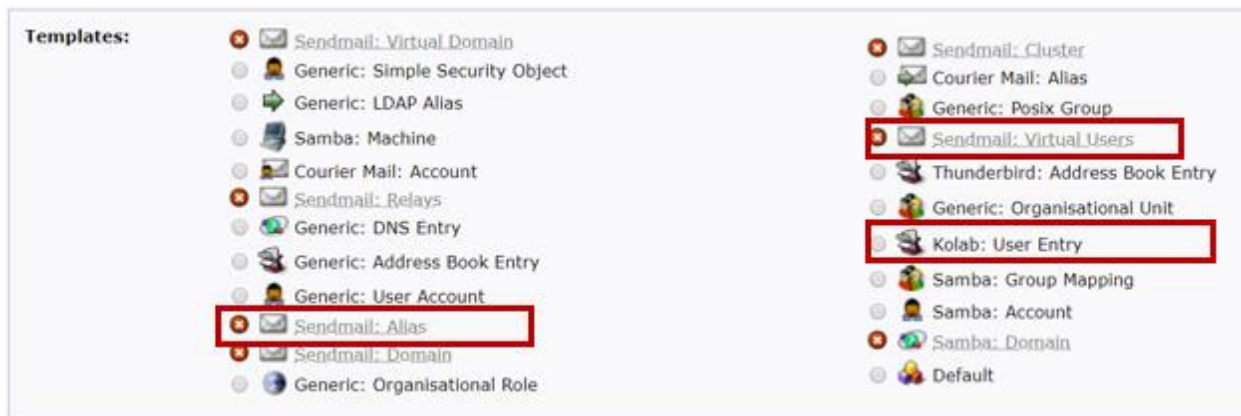 Templates:
Sendmail: Virtual Domain
Generic: Simple Security Object
Generic: LDAP Alias
Samba: Machine
Courier Mail: Account
Sendmail: Relays
Generic: DNS Entry
Generic: Address Book Entry
Generic: User Account
Sendmail: Alias
Sendmail: Domain
Generic: Organisational Role
Sendmail: Cluster
Courier Mail: Alias
Generic: Posix Group
Sendmail: Virtual Users
Thunderbird: Address Book Entry
Generic: Organisational Unit
Kolab: User Entry
Samba: Group Mapping
Samba: Account
Samba: Domain
Default